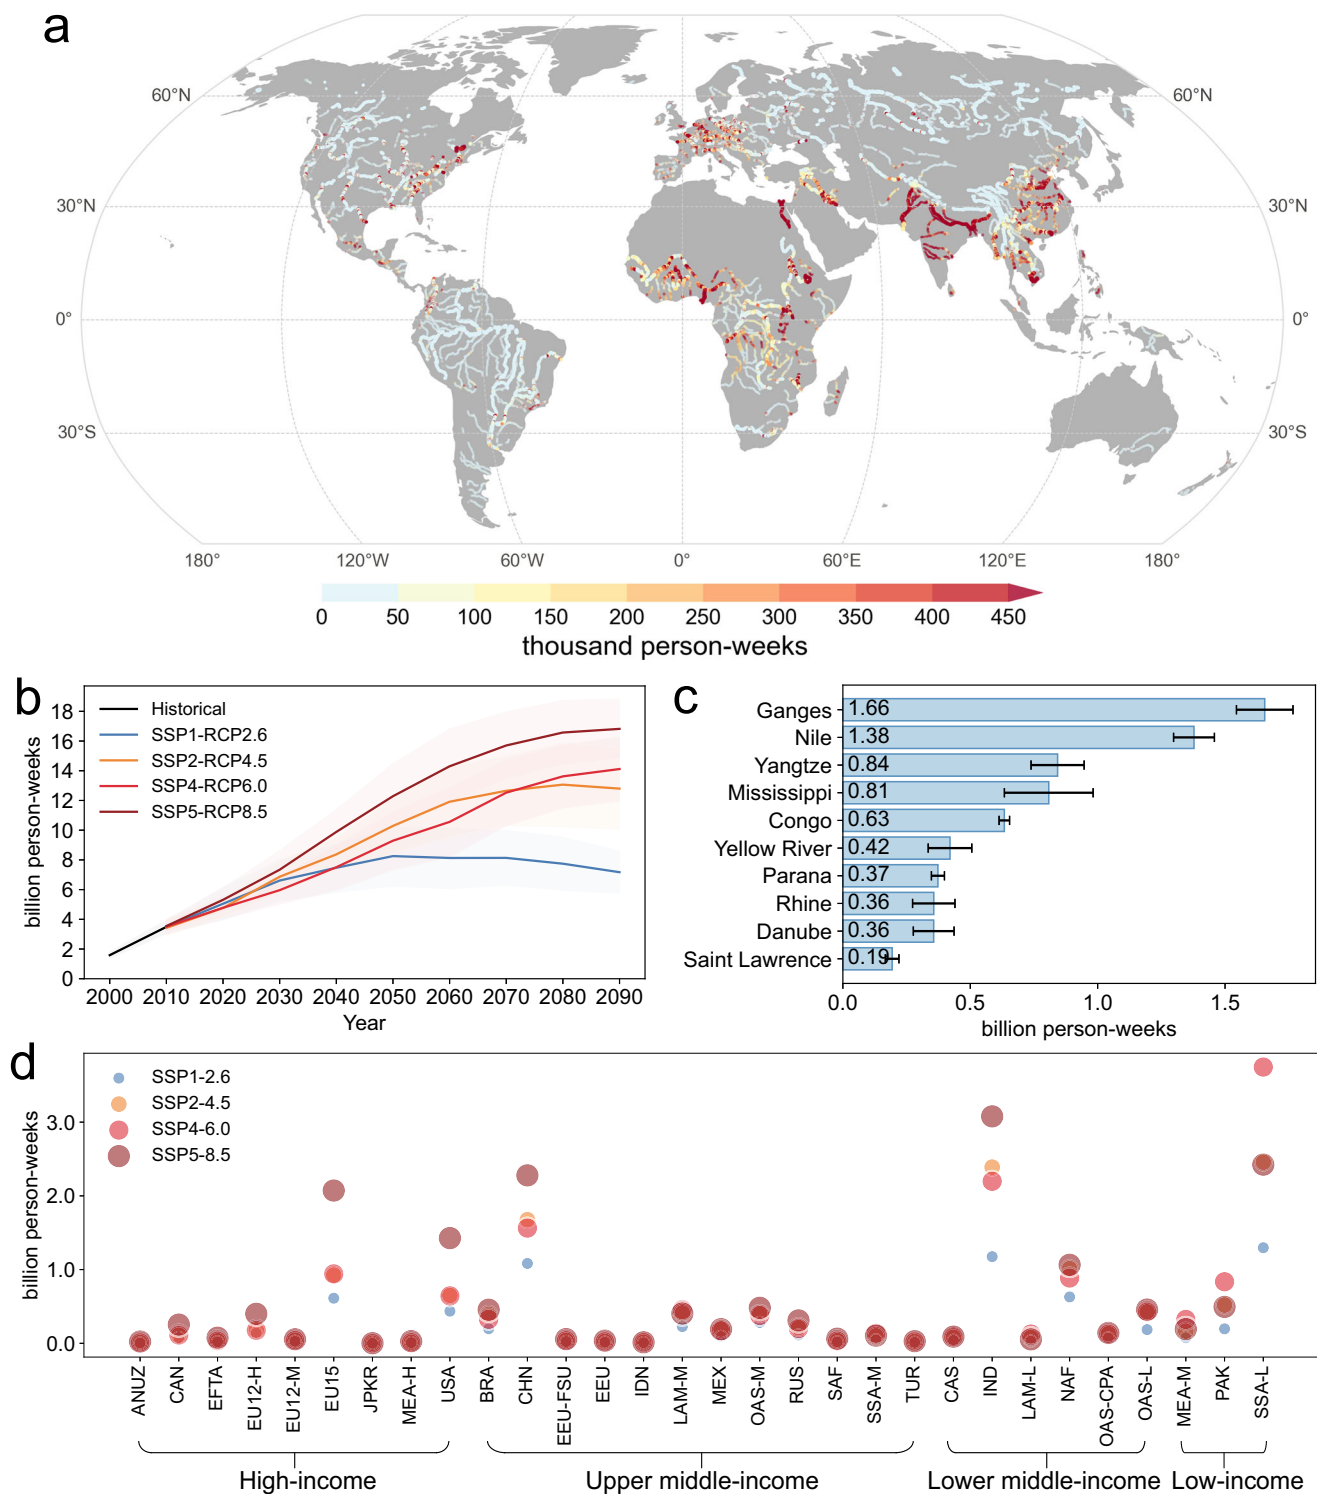 a
60°N 60°N
30°N 30°N
0° 0°
30°S 30°S
180° 120°W 60°W 0° 60°E 120°E 180°
0 50 100 150 200 250 300 350 400 450
thousand person-weeks
b
billion person-weeks
18
16
14
12
10
8
6
4
2
0
Historical
SSP1-RCP2.6
SSP2-RCP4.5
SSP4-RCP6.0
SSP5-RCP8.5
2000 2010 2020 2030 2040 2050 2060 2070 2080 2090
Year
c
Ganges 1.66
Nile 1.38
Yangtze 0.84
Mississippi 0.81
Congo 0.63
Yellow River 0.42
Parana 0.37
Rhine 0.36
Danube 0.36
Saint Lawrence 0.19
0.0 0.5 1.0 1.5
billion person-weeks
d
billion person-weeks
3.0
2.0
1.0
0.0
SSP1-2.6
SSP2-4.5
SSP4-6.0
SSP5-8.5
ANUZ
CAN
EFTA
EU12-H
EU12-M
EU15
JPKR
MEA-H
USA
BRA
CHN
EEU-FSU
EEU
IDN
LAM-M
MEX
OAS-M
RUS
SAF
SSA-M
TUR
CAS
IND
LAM-L
NAF
OAS-CPA
OAS-L
MEA-M
PAK
SSA-L
High-income Upper middle-income Lower middle-income Low-income